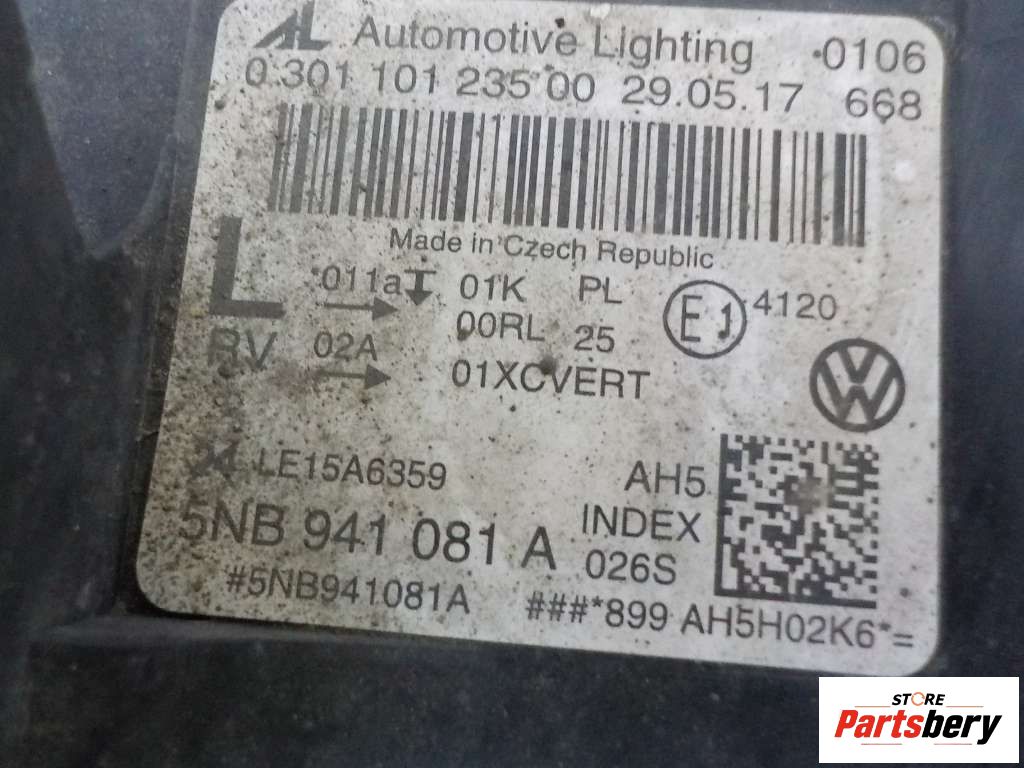 AL Automotive Lighting 0106
0 301 101 235 00 29.05.17 668
Made in Czech Republic
L 011a 01K PL E1 4120
00RL 25
RV 02A 01XCVERT
LE15A6359 AH5
5NB 941 081 A INDEX
026S
#5NB941081A ###*899 AH5H02K6*=
STORE
Partsbery